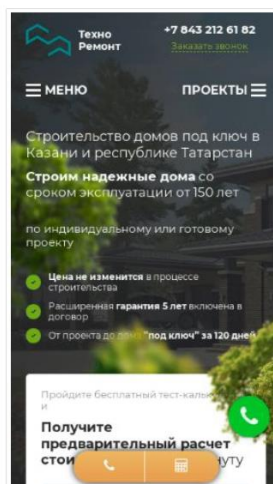 Техно
Ремонт
+7 843 212 61 82
Заказать звонок
МЕНЮ
ПРОЕКТЫ
Строительство домов под ключ в
Казани и республике Татарстан
Строим надежные дома со
сроком эксплуатации от 150 лет
по индивидуальному или готовому
проекту
Цена не изменится в процессе
строительства
Расширенная гарантия 5 лет включена в
договор
От проекта до дома "под ключ" за 120 дней
Пройдите бесплатный
и
Получите
предварительный расчет